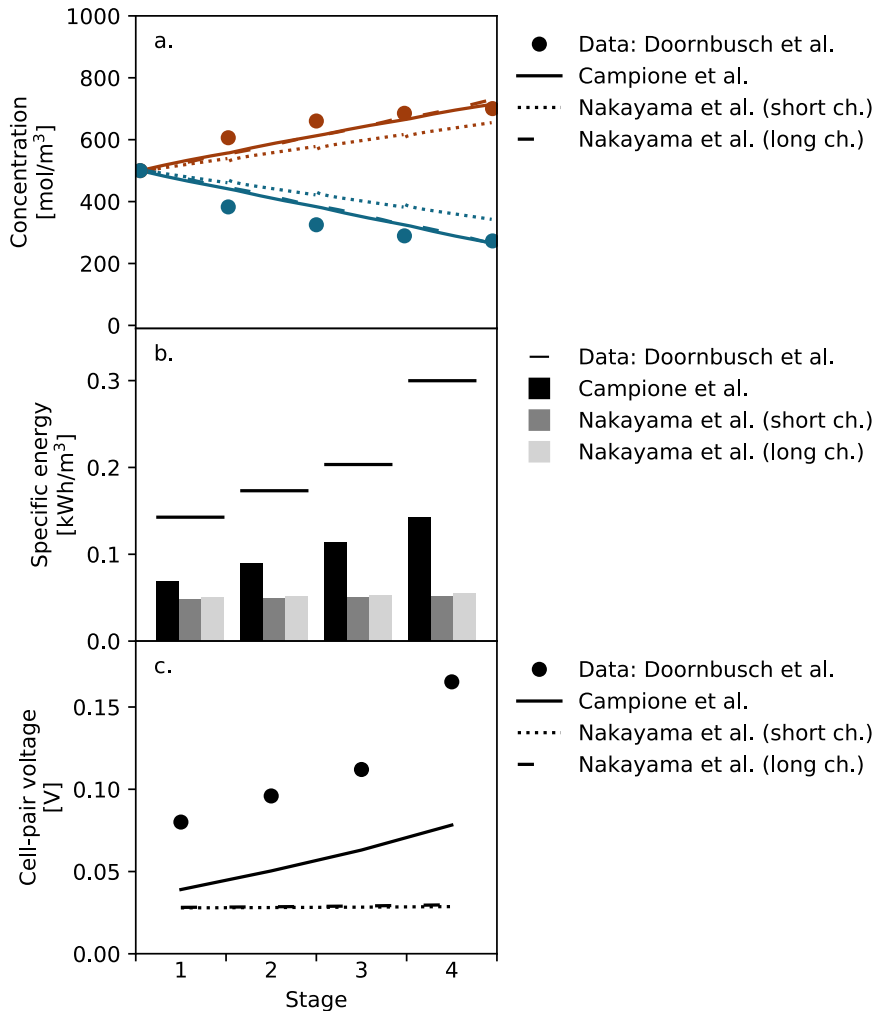 a.
1000
800
600
400
200
0
Concentration
[mol/m³]
Data: Doornbusch et al.
Campione et al.
Nakayama et al. (short ch.)
Nakayama et al. (long ch.)
b.
0.3
0.2
0.1
0.0
Specific energy
[kWh/m³]
Data: Doornbusch et al.
Campione et al.
Nakayama et al. (short ch.)
Nakayama et al. (long ch.)
c.
0.15
0.10
0.05
0.00
Cell-pair voltage
[V]
1 2 3 4
Stage
Data: Doornbusch et al.
Campione et al.
Nakayama et al. (short ch.)
Nakayama et al. (long ch.)